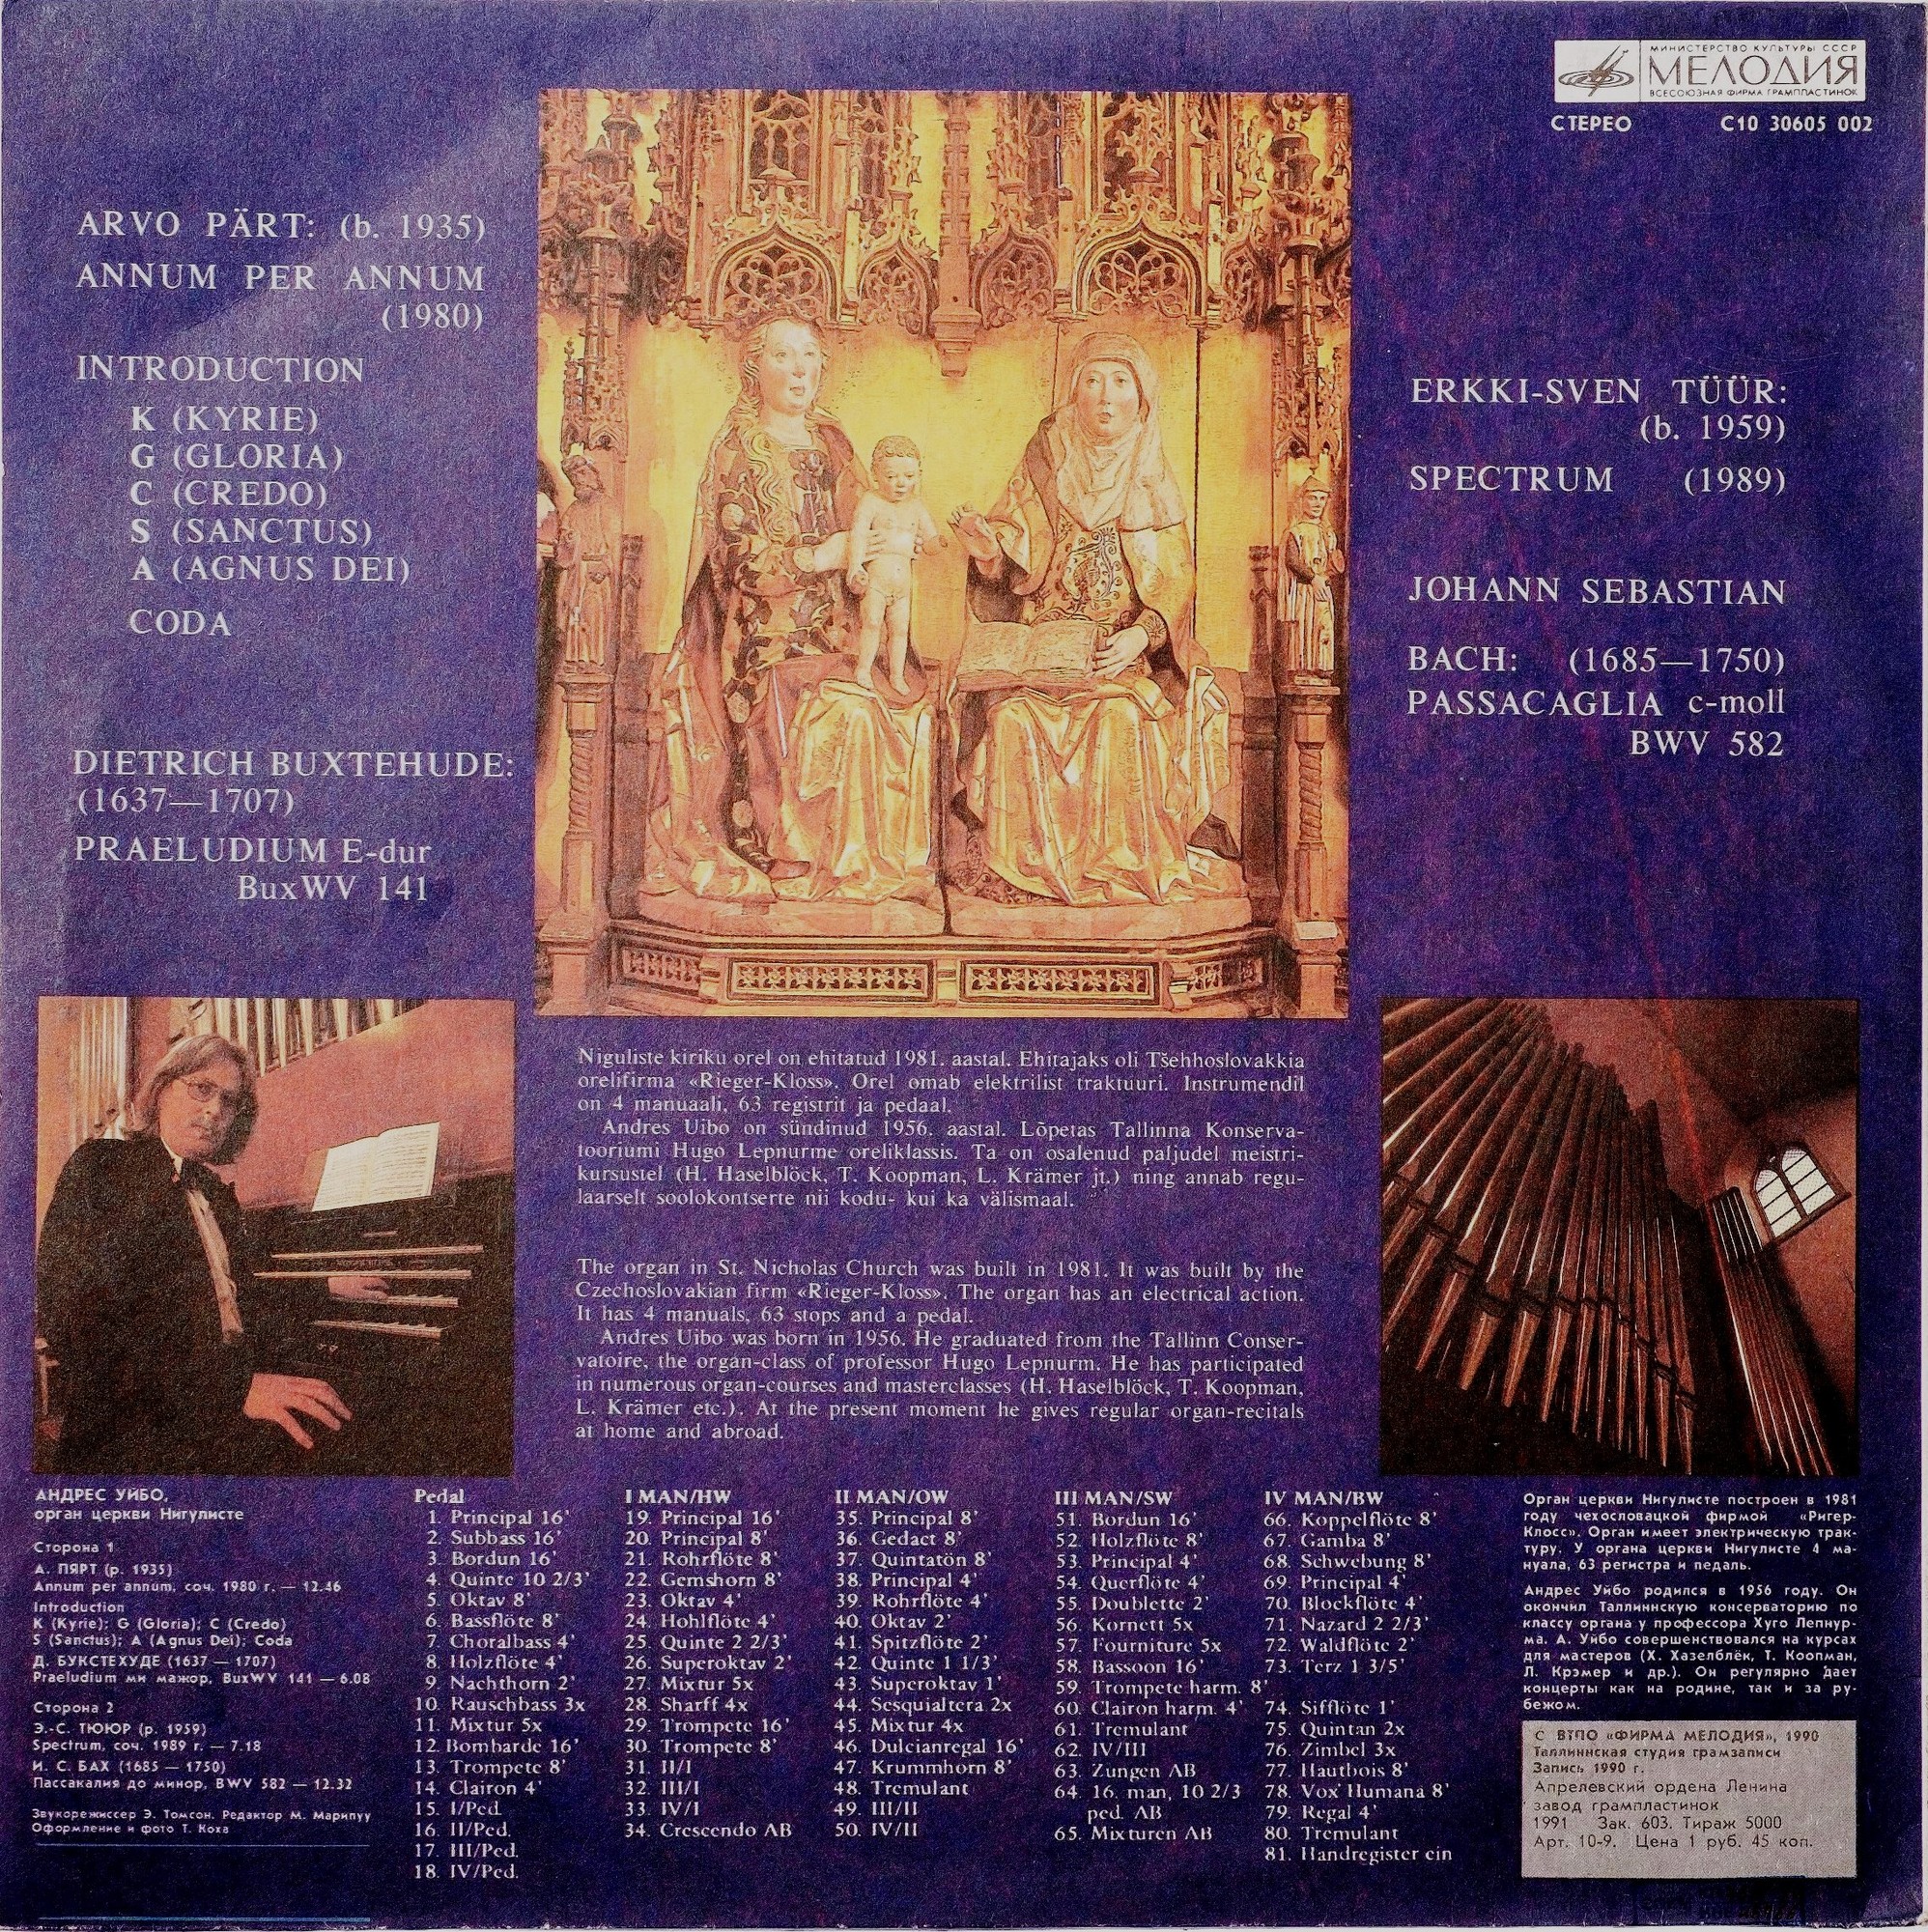 МИНИСТЕРСТВО КУЛЬТУРЫ СССР
МЕЛОДИЯ
ВСЕСОЮЗНАЯ ФИРМА ГРАМПЛАСТИНОК
СТЕРЕО С10 30605 002
ARVO PÄRT: (b. 1935)
ANNUM PER ANNUM
(1980)
INTRODUCTION
K (KYRIE)
G (GLORIA)
C (CREDO)
S (SANCTUS)
A (AGNUS DEI)
CODA
DIETRICH BUXTEHUDE:
(1637—1707)
PRAELUDIUM E-dur
BuxWV 141
ERKKI-SVEN TÜÜR:
(b. 1959)
SPECTRUM (1989)
JOHANN SEBASTIAN
BACH: (1685—1750)
PASSACAGLIA c-moll
BWV 582
Niguliste kiriku orel on ehitatud 1981. aastal. Ehitajaks oli Tšehhoslovakkia
orelifirma «Rieger-Kloss». Orel omab elektrilist traktuuri. Instrumendil
on 4 manuaali, 63 registrit ja pedaal.
Andres Uibo on sündinud 1956. aastal. Lõpetas Tallinna Konserva-
tooriumi Hugo Lepnurme oreliklassis. Ta on osalenud paljudel meistri-
kursustel (H. Haselblöck, T. Koopman, L. Krämer jt.) ning annab regu-
laarselt soolokontserte nii kodu- kui ka välismaal.
The organ in St. Nicholas Church was built in 1981. It was built by the
Czechoslovakian firm «Rieger-Kloss». The organ has an electrical action.
It has 4 manuals, 63 stops and a pedal.
Andres Uibo was born in 1956. He graduated from the Tallinn Conser-
vatoire, the organ-class of professor Hugo Lepnurm. He has participated
in numerous organ-courses and masterclasses (H. Haselblöck, T. Koopman,
L. Krämer etc.). At the present moment he gives regular organ-recitals
at home and abroad.
АНДРЕС УЙБО,
орган церкви Нигулисте
Сторона 1
А. ПЯРТ (р. 1935)
Annum per annum, соч. 1980 г. — 12.46
Introduction
K (Kyrie); G (Gloria); C (Credo)
S (Sanctus); A (Agnus Dei); Coda
Д. БУКСТЕХУДЕ (1637 — 1707)
Praeludium ми мажор, BuxWV 141 — 6.08
Сторона 2
Э.-С. ТЮЮР (р. 1959)
Spectrum, соч. 1989 г. — 7.18
И. С. БАХ (1685 — 1750)
Пассакалия до минор, BWV 582 — 12.32
Звукорежиссер Э. Томсон. Редактор М. Марипуу
Оформление и фото Т. Коха
Pedal
1. Principal 16'
2. Subbass 16'
3. Bordun 16'
4. Quinte 10 2/3'
5. Oktav 8'
6. Bassflöte 8'
7. Choralbass 4'
8. Holzflöte 4'
9. Nachthorn 2'
10. Rauschbass 3x
11. Mixtur 5x
12. Bombarde 16'
13. Trompete 8'
14. Clairon 4'
15. I/Ped.
16. II/Ped.
17. III/Ped.
18. IV/Ped.
I MAN/HW
19. Principal 16'
20. Principal 8'
21. Rohrflöte 8'
22. Gemshorn 8'
23. Oktav 4'
24. Hohlflöte 4'
25. Quinte 2 2/3'
26. Superoktav 2'
27. Mixtur 5x
28. Sharff 4x
29. Trompete 16'
30. Trompete 8'
31. II/I
32. III/I
33. IV/I
34. Crescendo AB
II MAN/OW
35. Principal 8'
36. Gedact 8'
37. Quintatön 8'
38. Principal 4'
39. Rohrflöte 4'
40. Oktav 2'
41. Spitzflöte 2'
42. Quinte 1 1/3'
43. Superoktav 1'
44. Sesquialtera 2x
45. Mixtur 4x
46. Dulcianregal 16'
47. Krummhorn 8'
48. Tremulant
49. III/II
50. IV/II
III MAN/SW
51. Bordun 16'
52. Holzflöte 8'
53. Principal 4'
54. Querflöte 4'
55. Doublette 2'
56. Kornett 5x
57. Fourniture 5x
58. Bassoon 16'
59. Trompete harm. 8'
60. Clairon harm. 4'
61. Tremulant
62. IV/III
63. Zungen AB
64. 16. man, 10 2/3
ped. AB
65. Mixturen AB
IV MAN/BW
66. Koppelflöte 8'
67. Gamba 8'
68. Schwebung 8'
69. Principal 4'
70. Blockflöte 4'
71. Nazard 2 2/3'
72. Waldflöte 2'
73. Terz 1 3/5'
74. Sifflöte 1'
75. Quintan 2x
76. Zimbel 3x
77. Hautbois 8'
78. Vox Humana 8'
79. Regal 4'
80. Tremulant
81. Handregister ein
Орган церкви Нигулисте построен в 1981
году чехословацкой фирмой «Ригер-
Клосс». Орган имеет электрическую трак-
туру. У органа церкви Нигулисте 4 ма-
нуала, 63 регистра и педаль.
Андрес Уйбо родился в 1956 году. Он
окончил Таллиннскую консерваторию по
классу органа у профессора Хуго Лепнур-
ма. А. Уйбо совершенствовался на курсах
для мастеров (Х. Хазелблёк, Т. Коопман,
Л. Крэмер и др.). Он регулярно дает
концерты как на родине, так и за ру-
бежом.
С ВТПО «ФИРМА МЕЛОДИЯ», 1990
Таллиннская студия грамзаписи
Запись 1990 г.
Апрелевский ордена Ленина
завод грампластинок
1991 Зак. 603. Тираж 5000
Арт. 10-9. Цена 1 руб. 45 коп.